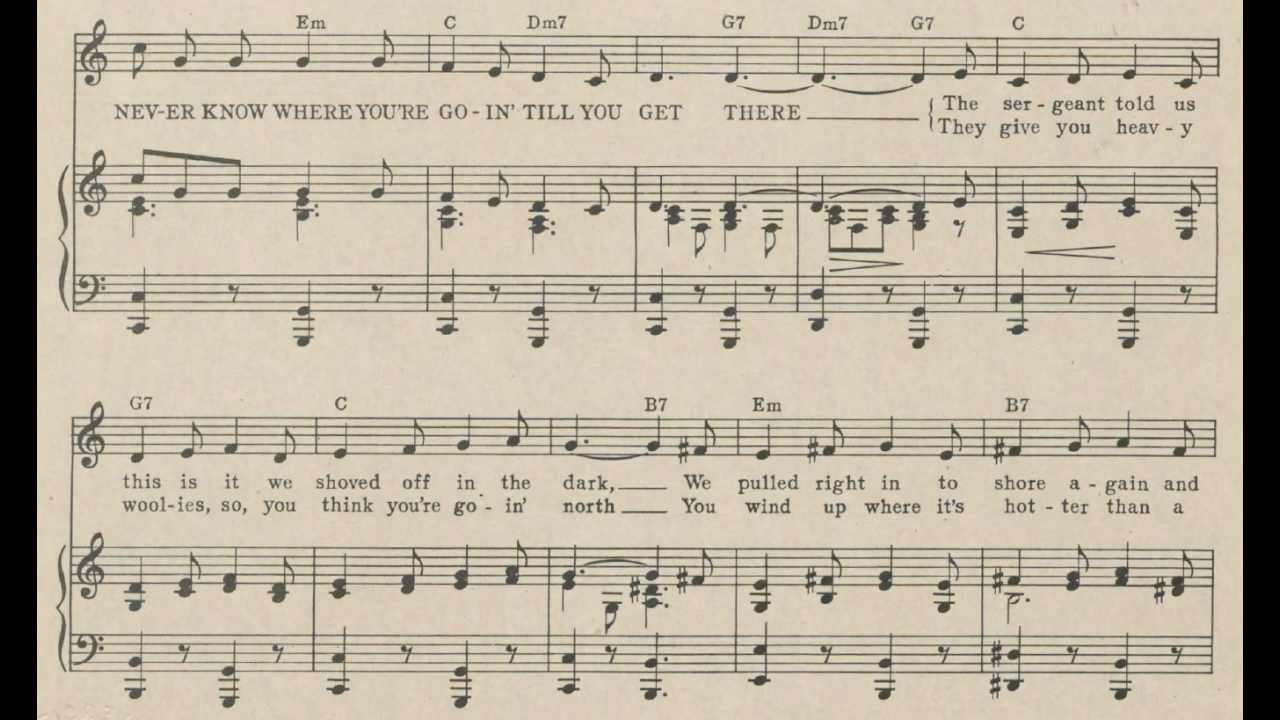 Em C Dm7 G7 Dm7 G7 C
NEV-ER KNOW WHERE YOU'RE GO - IN' TILL YOU GET THERE
The ser - geant told us
They give you heav - y
G7 C B7 Em B7
this is it we shoved off in the dark, We pulled right in to shore a - gain and
wool-ies, so, you think you're go - in' north You wind up where it's hot - ter than a